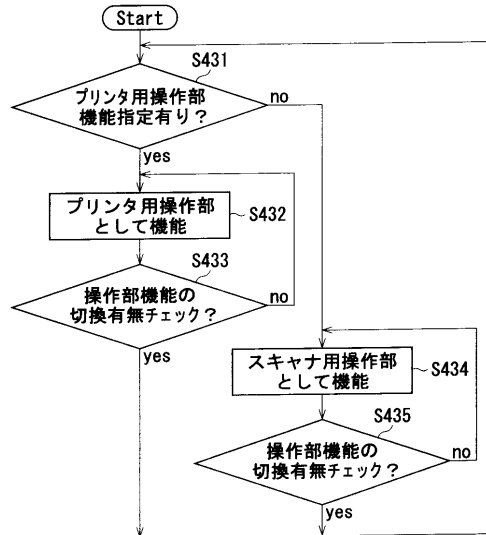 Start
S431
プリンタ用操作部
機能指定有り？
no
yes
プリンタ用操作部
として機能
S432
S433
操作部機能の
切換有無チェック？
no
yes
スキャナ用操作部
として機能
S434
S435
操作部機能の
切換有無チェック？
no
yes